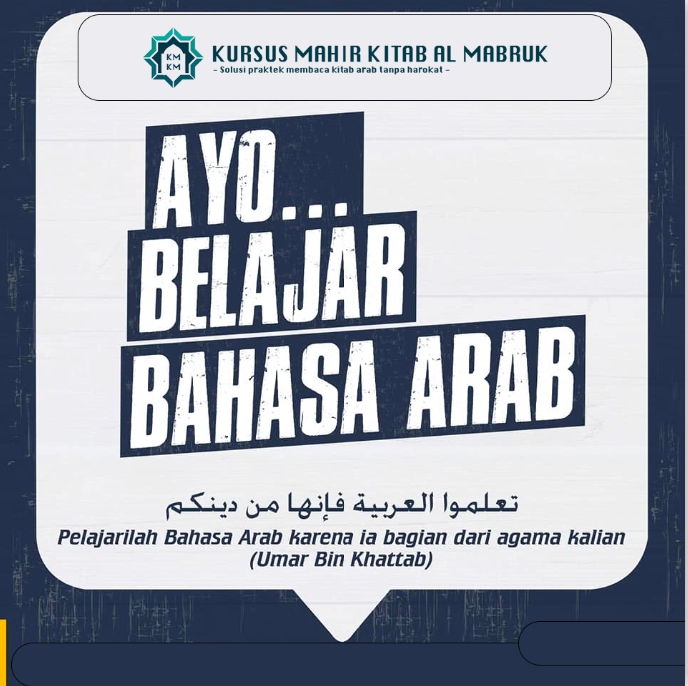 KM
KM
KURSUS MAHIR KITAB AL MABRUK
- Solusi praktek membaca kitab arab tanpa harokat -
AYO...
BELAJAR
BAHASA ARAB
تعلموا العربية فإنها من دينكم
Pelajarilah Bahasa Arab karena ia bagian dari agama kalian
(Umar Bin Khattab)